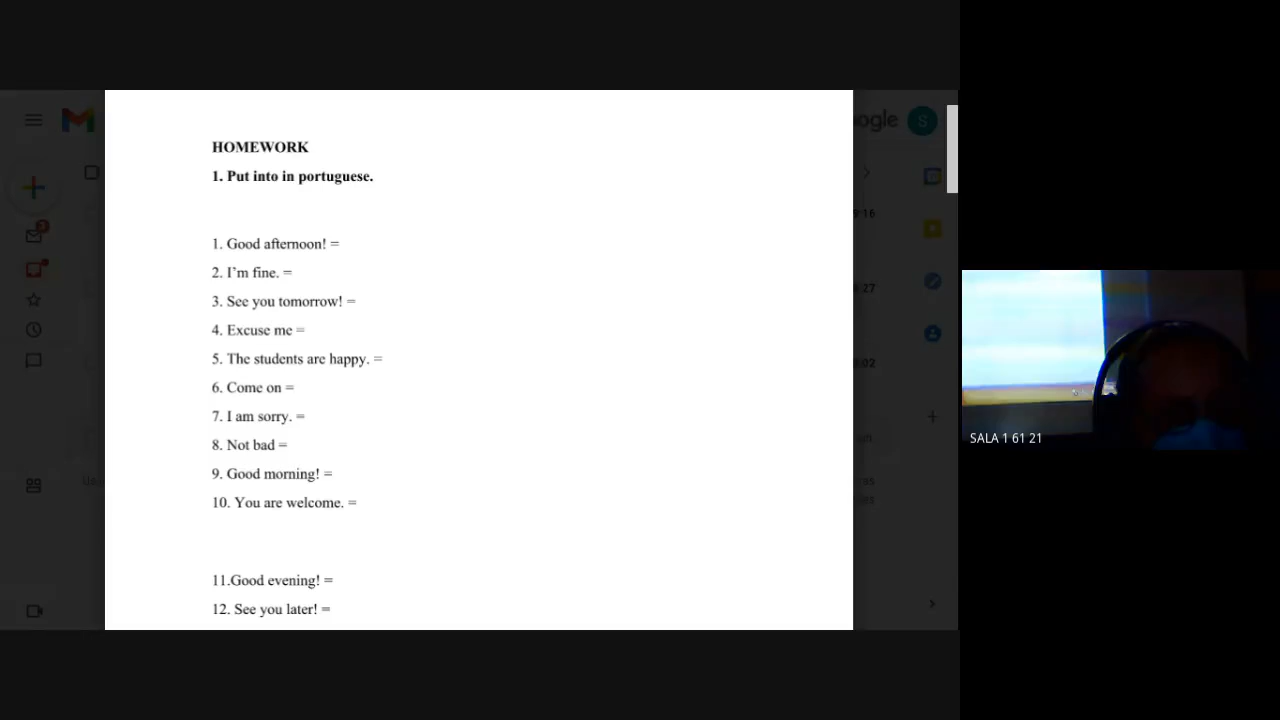 HOMEWORK
1. Put into in portuguese.
1. Good afternoon! =
2. I’m fine. =
3. See you tomorrow! =
4. Excuse me =
5. The students are happy. =
6. Come on =
7. I am sorry. =
8. Not bad =
9. Good morning! =
10. You are welcome. =
11.Good evening! =
12. See you later! =
ogle
S
3
SALA 1 61 21